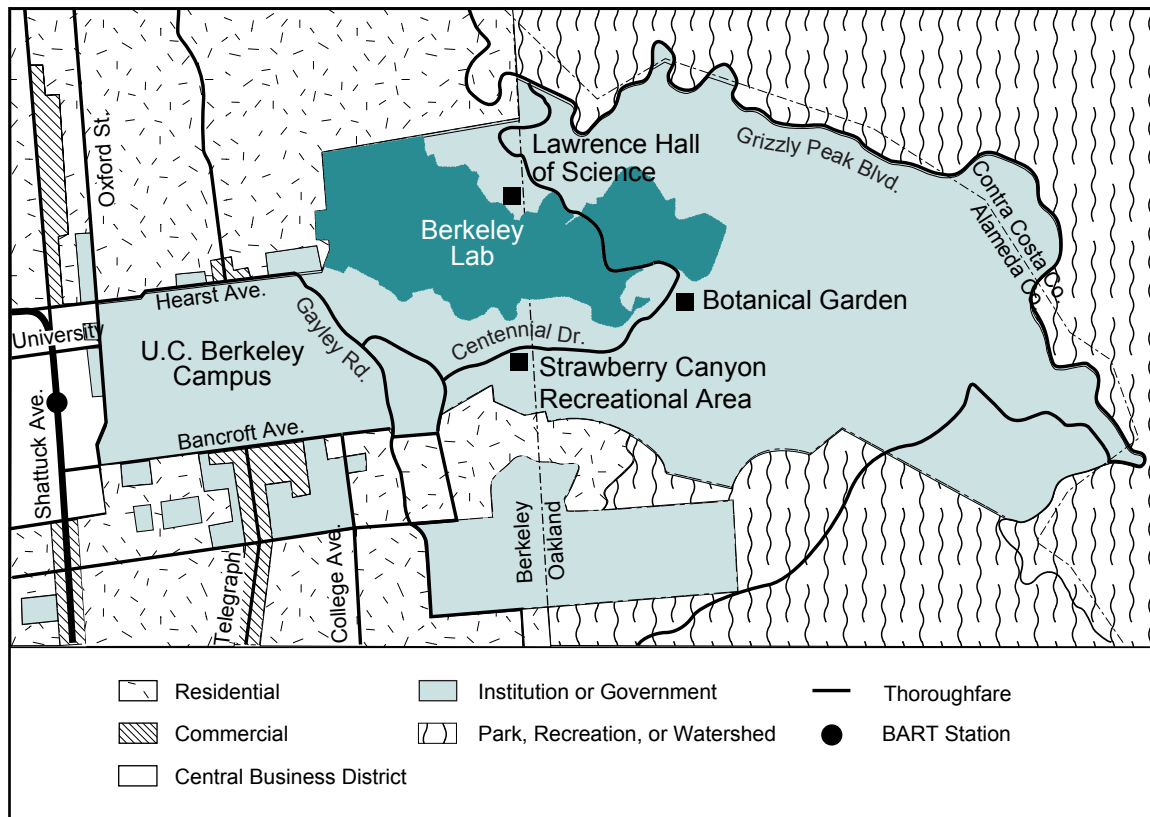 Oxford St.
Lawrence Hall
of Science
Grizzly Peak Blvd.
Contra Costa Co.
Alameda Co.
Berkeley
Lab
Hearst Ave.
Botanical Garden
University
Gayley Rd.
Centennial Dr.
U.C. Berkeley
Campus
Strawberry Canyon
Recreational Area
Shattuck Ave.
Bancroft Ave.
Berkeley
Oakland
Telegraph
College Ave.
Residential
Institution or Government
Thoroughfare
Commercial
Park, Recreation, or Watershed
BART Station
Central Business District